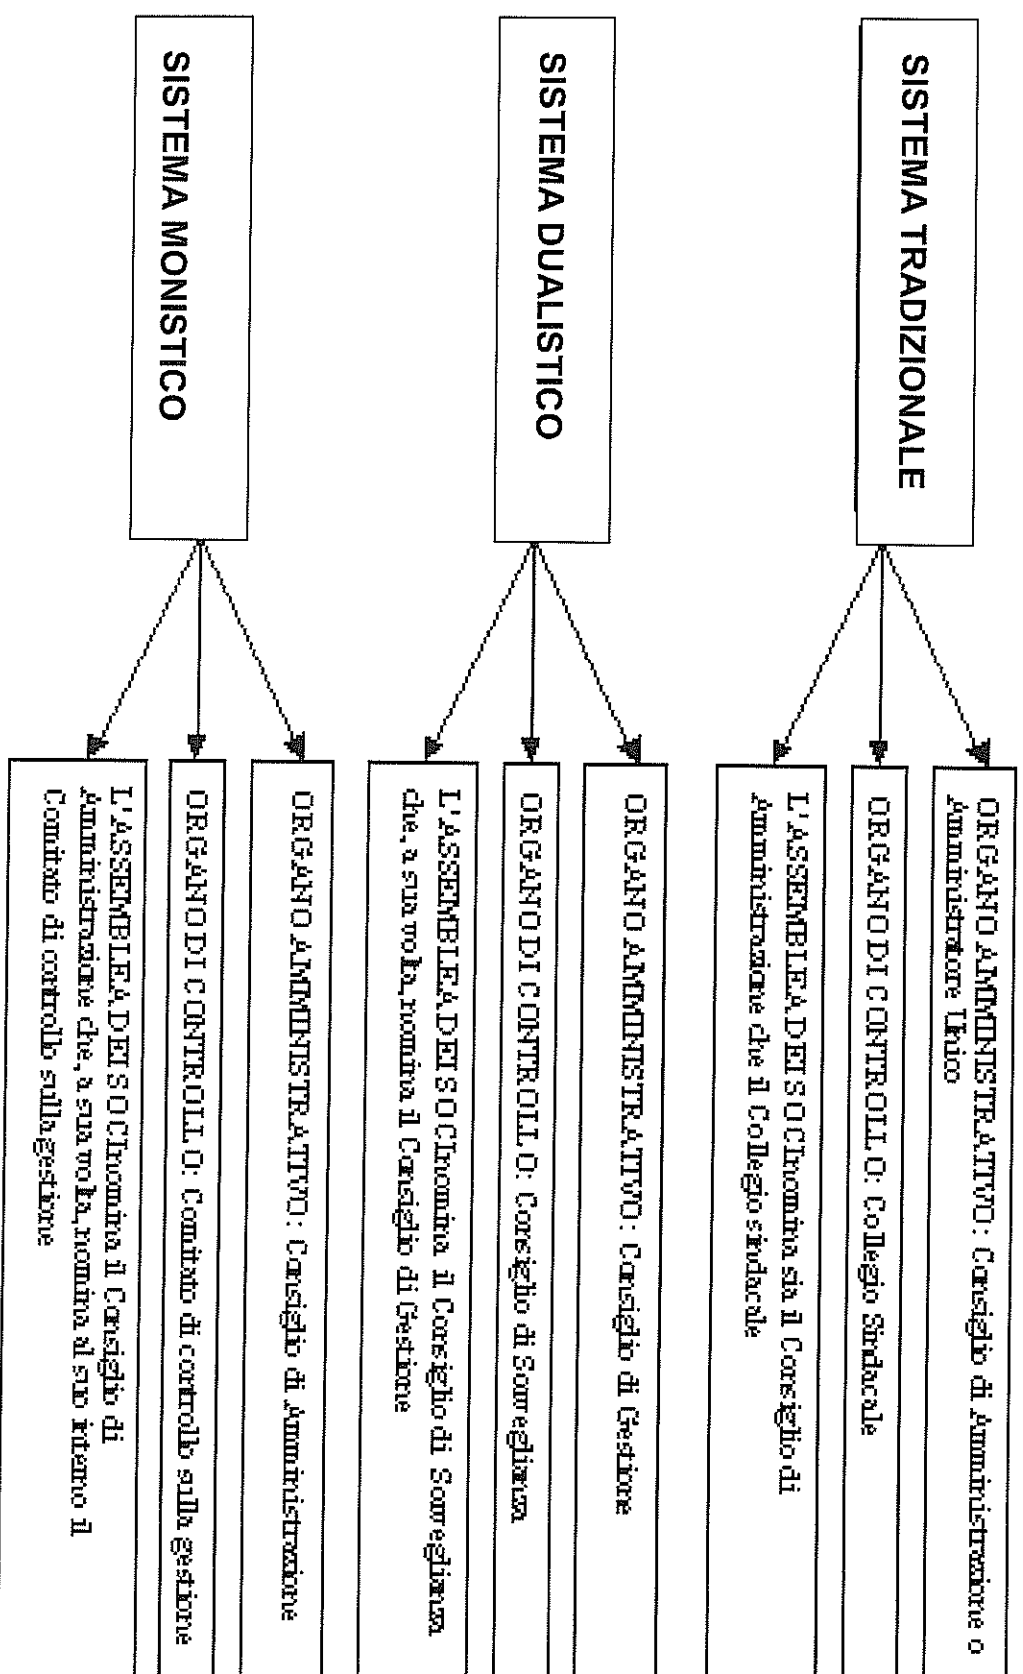 SISTEMA TRADIZIONALE
ORGANO AMMINISTRATIVO: Consiglio di Amministrazione o
Amministratore Unico
ORGANO DI CONTROLLO: Collegio Sindacale
L'ASSEMBLEA DEI SOCI nomina sia il Consiglio di
Amministrazione che il Collegio sindacale
SISTEMA DUALISTICO
ORGANO AMMINISTRATIVO: Consiglio di Gestione
ORGANO DI CONTROLLO: Consiglio di Sorveglianza
L'ASSEMBLEA DEI SOCI nomina il Consiglio di Sorveglianza
che, a sua volta, nomina il Consiglio di Gestione
SISTEMA MONISTICO
ORGANO AMMINISTRATIVO: Consiglio di Amministrazione
ORGANO DI CONTROLLO: Comitato di controllo sulla gestione
L'ASSEMBLEA DEI SOCI nomina il Consiglio di
Amministrazione che, a sua volta, nomina al suo interno il
Comitato di controllo sulla gestione